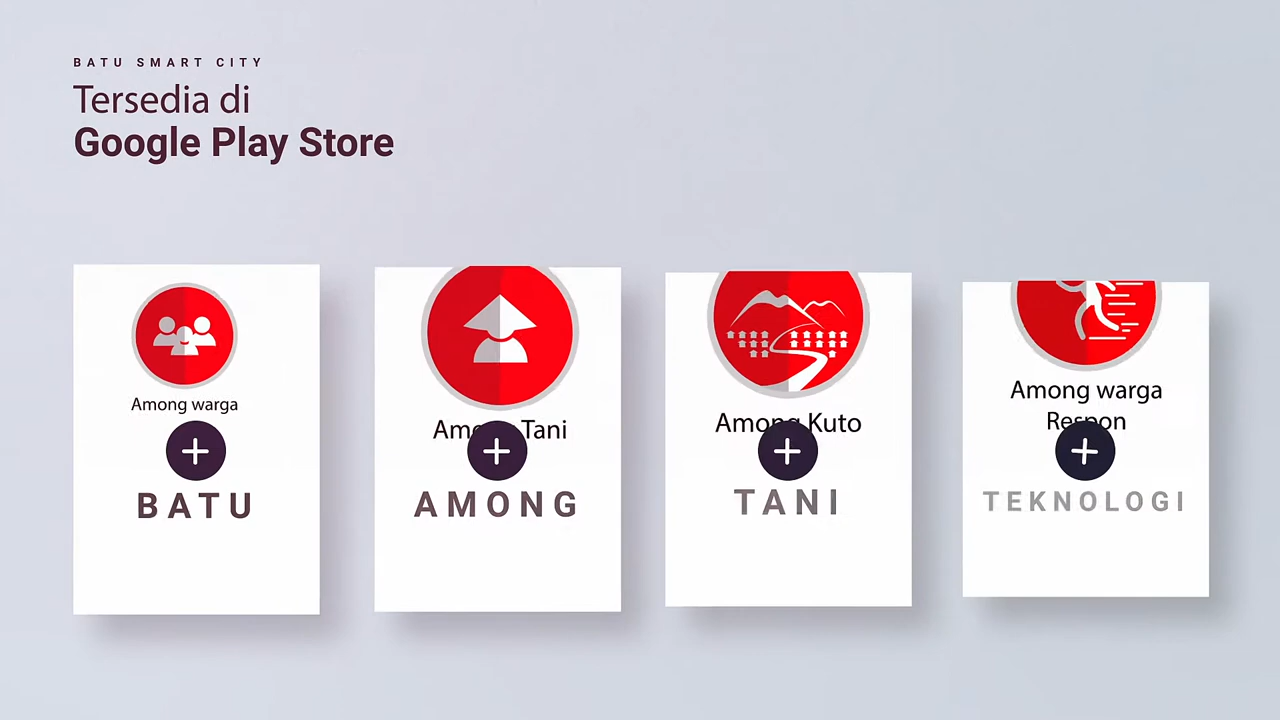 BATU SMART CITY
Tersedia di
Google Play Store
Among warga
BATU
Tani
AMONG
Kuto
TANI
Among warga
TEKNOLOGI